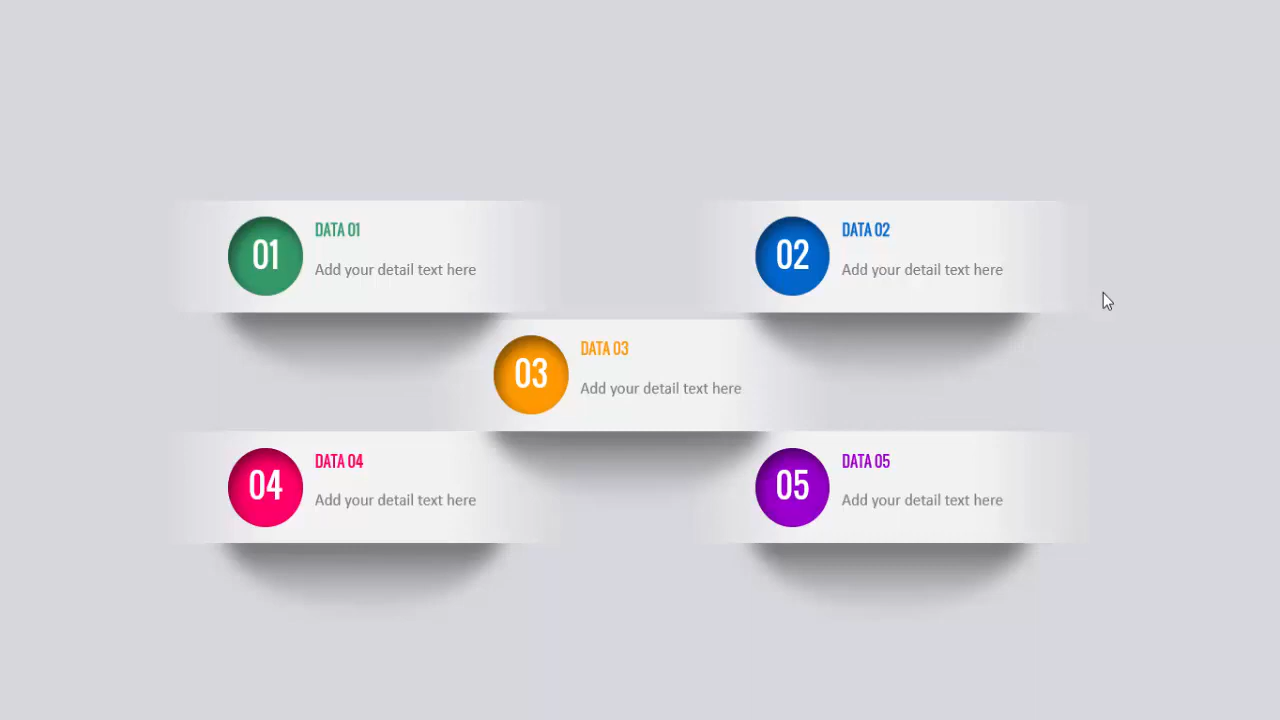 01
DATA 01
Add your detail text here
02
DATA 02
Add your detail text here
03
DATA 03
Add your detail text here
04
DATA 04
Add your detail text here
05
DATA 05
Add your detail text here